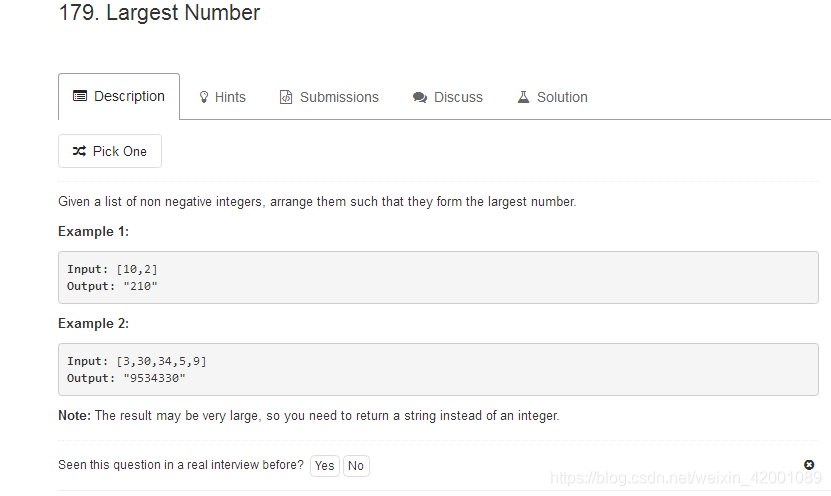 179. Largest Number
Description Hints Submissions Discuss Solution
Pick One
Given a list of non negative integers, arrange them such that they form the largest number.
Example 1:
Input: [10,2]
Output: "210"
Example 2:
Input: [3,30,34,5,9]
Output: "9534330"
Note: The result may be very large, so you need to return a string instead of an integer.
Seen this question in a real interview before? Yes No
https://blog.csdn.net/weixin_42001089